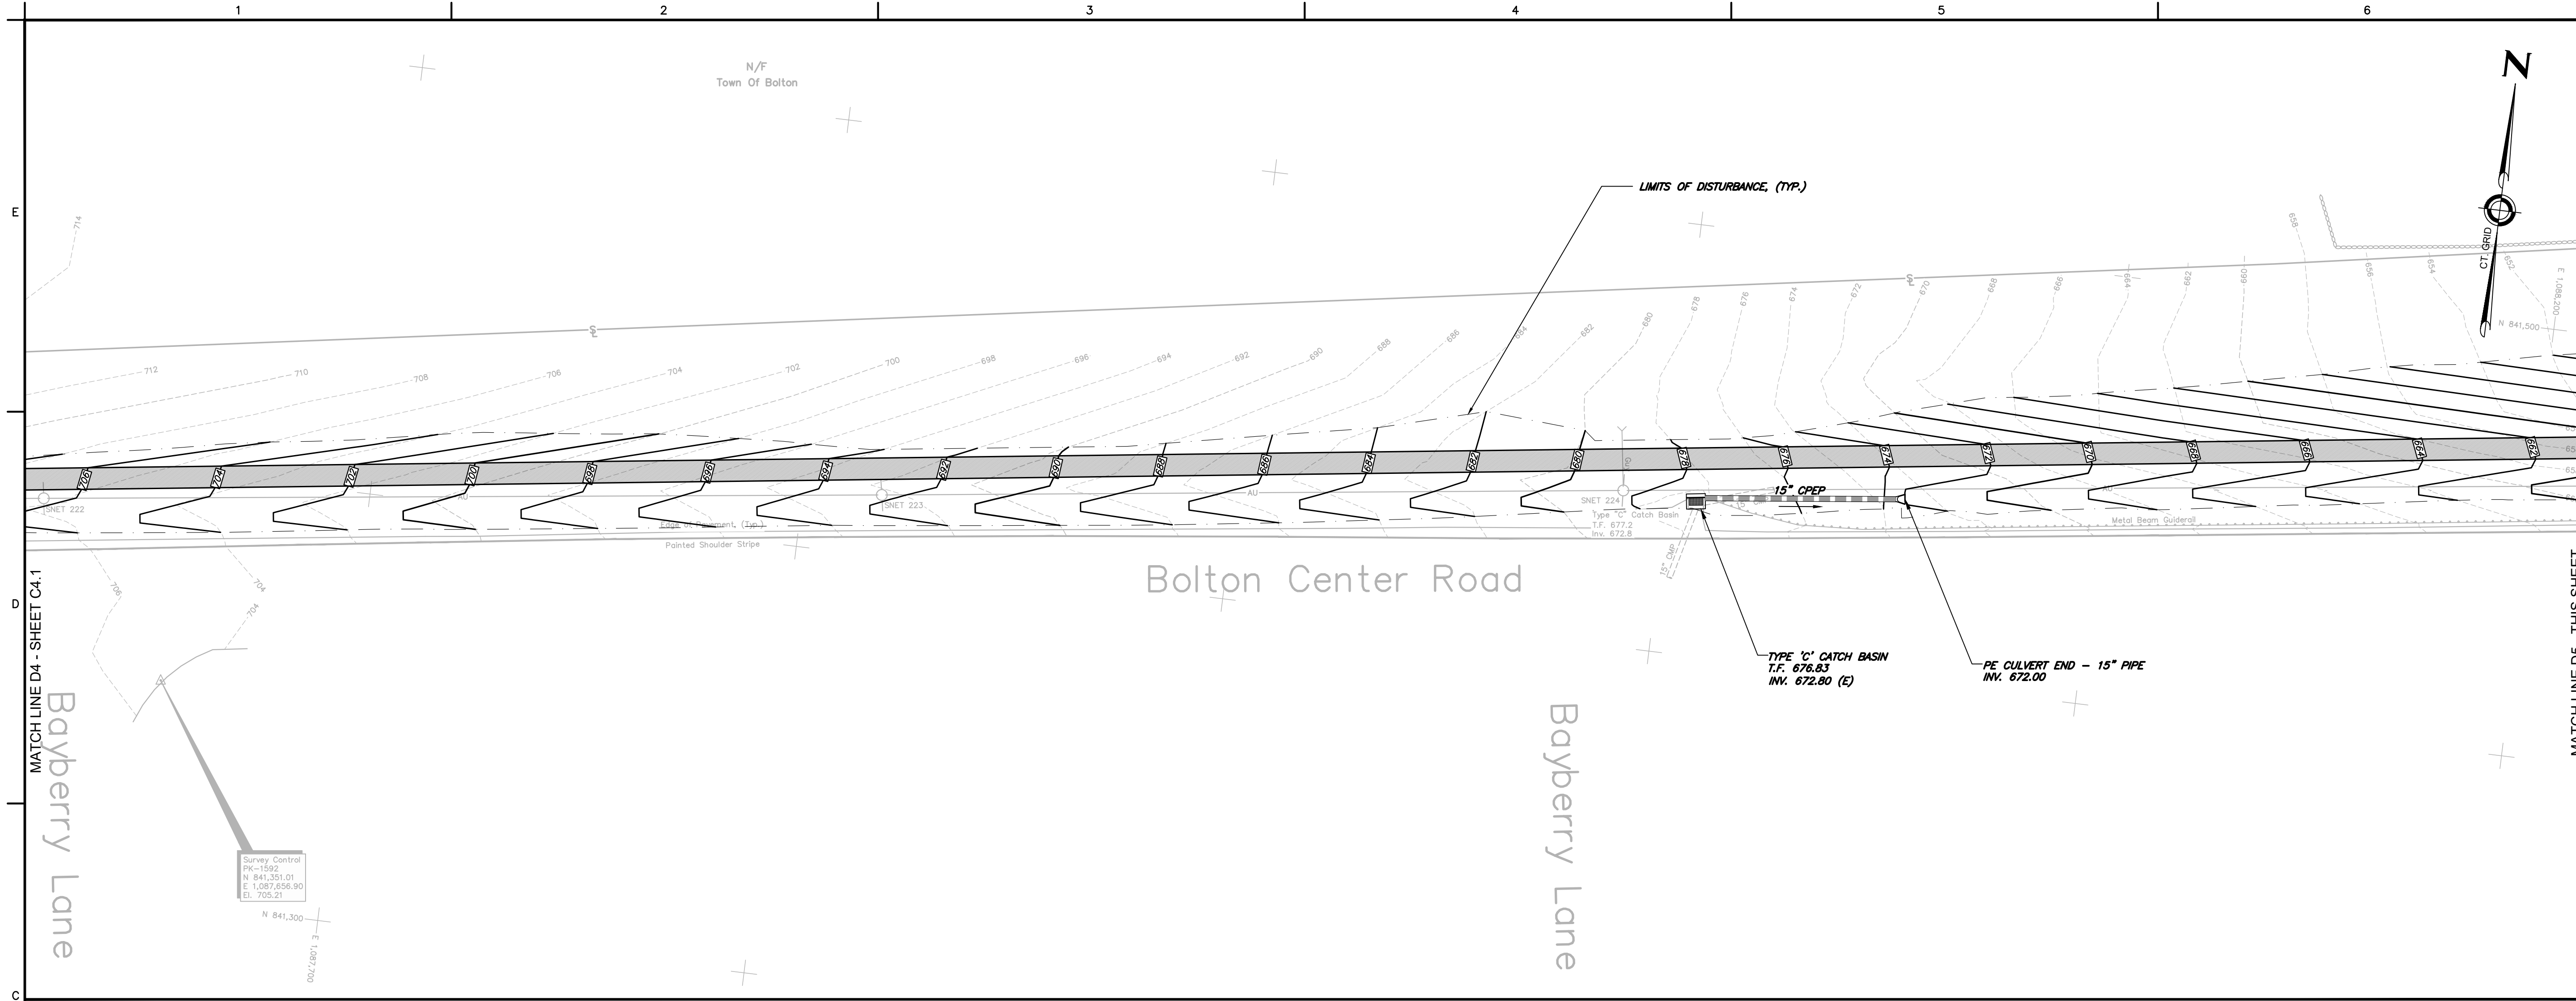 1
2
3
4
5
6
E
D
C
N/F
Town Of Bolton
N
CT. GRID
LIMITS OF DISTURBANCE, (TYP.)
714
712
710
708
706
704
702
700
698
696
694
692
690
688
686
684
682
680
678
676
674
672
670
668
666
664
662
660
658
656
654
652
E 1,088,200
N 841,500
706
704
702
700
698
696
694
692
690
688
686
684
682
680
678
676
674
672
670
668
666
664
662
SNET 222
AU
SNET 223
AU
SNET 224
AU
15" CPEP
Type "C" Catch Basin
T.F. 677.2
Inv. 672.8
15" CMP
Edge of Pavement, (Typ.)
Painted Shoulder Stripe
Metal Beam Guiderail
Bolton Center Road
706
704
704
MATCH LINE D4 - SHEET C4.1
Bayberry Lane
Bayberry Lane
TYPE 'C' CATCH BASIN
T.F. 676.83
INV. 672.80 (E)
PE CULVERT END - 15" PIPE
INV. 672.00
Survey Control
PK-1592
N 841,351.01
E 1,087,656.90
El. 705.21
N 841,300
E 1,087,700